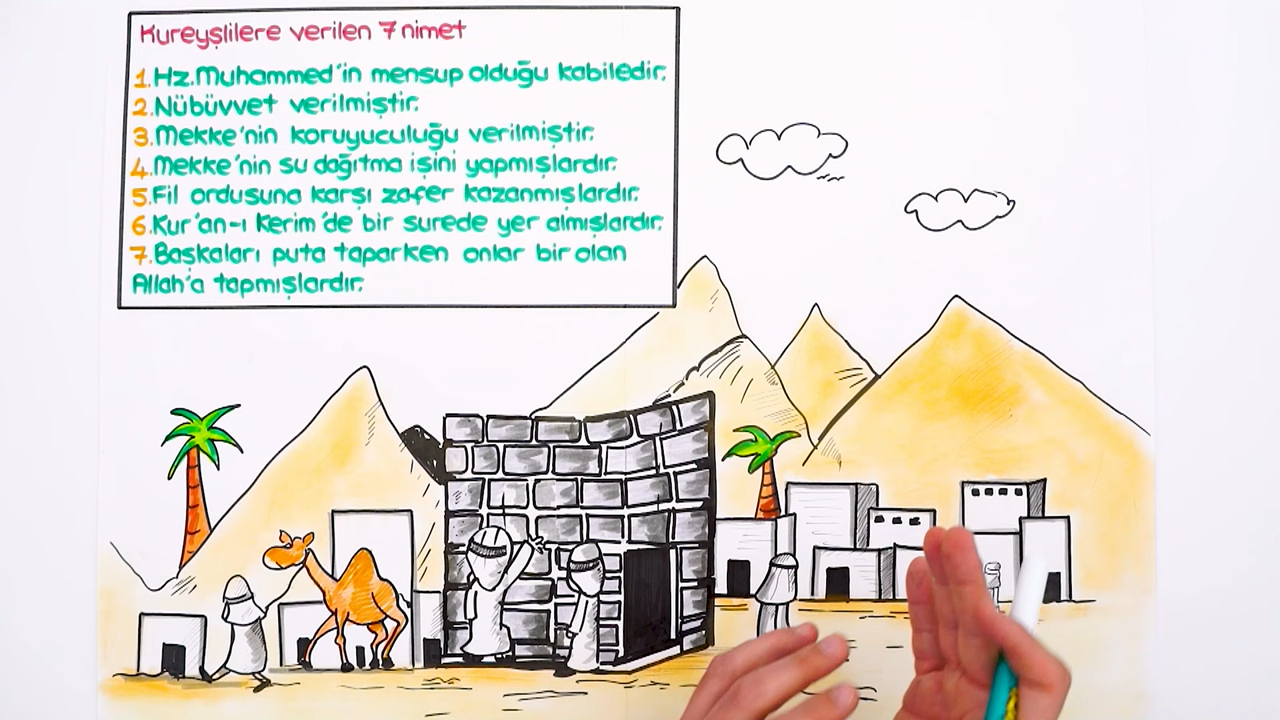 Kureyşlilere verilen 7 nimet
1.Hz.Muhammed'in mensup olduğu kabiledir.
2.Nübüvvet verilmiştir.
3.Mekke'nin koruyuculuğu verilmiştir.
4.Mekke'nin su dağıtma işini yapmışlardır.
5.Fil ordusuna karşı zafer kazanmışlardır.
6.Kur'an-ı Kerim'de bir surede yer almışlardır.
7.Başkaları puta taparken onlar bir olan
Allah'a tapmışlardır.